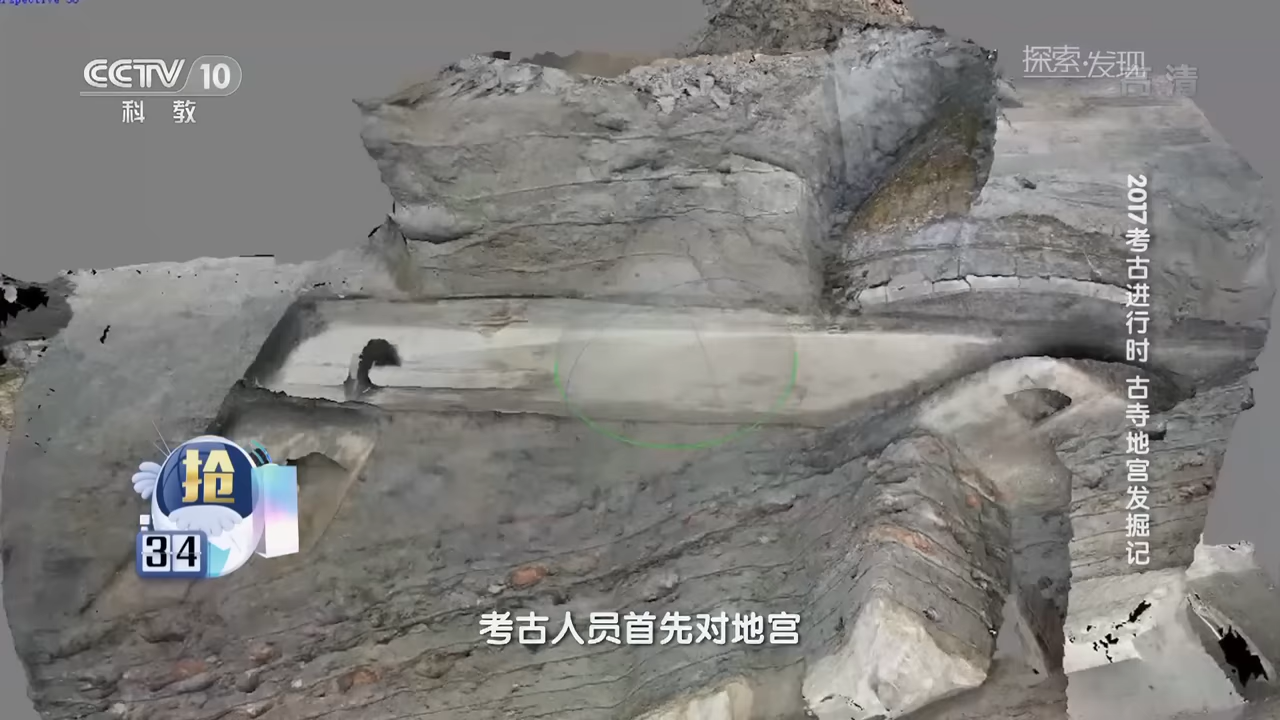 CCTV 10
科 教
探索·发现
高清
2017考古进行时 古寺地宫发掘记
抢
34
考古人员首先对地宫